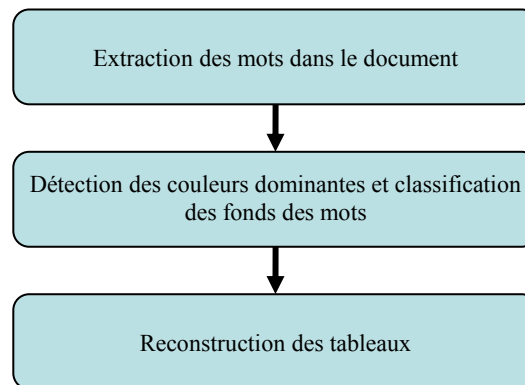 Extraction des mots dans le document
Détection des couleurs dominantes et classification
des fonds des mots
Reconstruction des tableaux